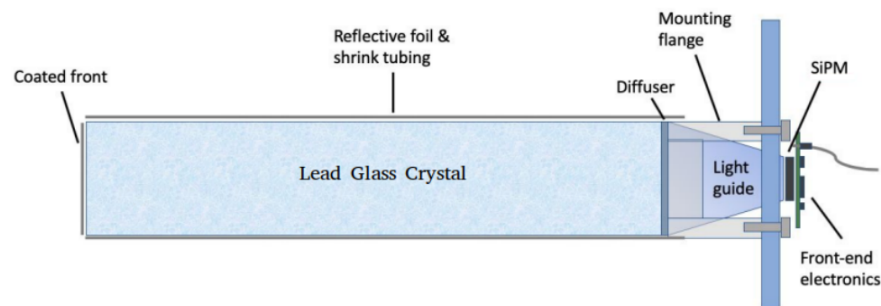 Coated front
Reflective foil &
shrink tubing
Diffuser
Mounting
flange
SiPM
Lead Glass Crystal
Light
guide
Front-end
electronics